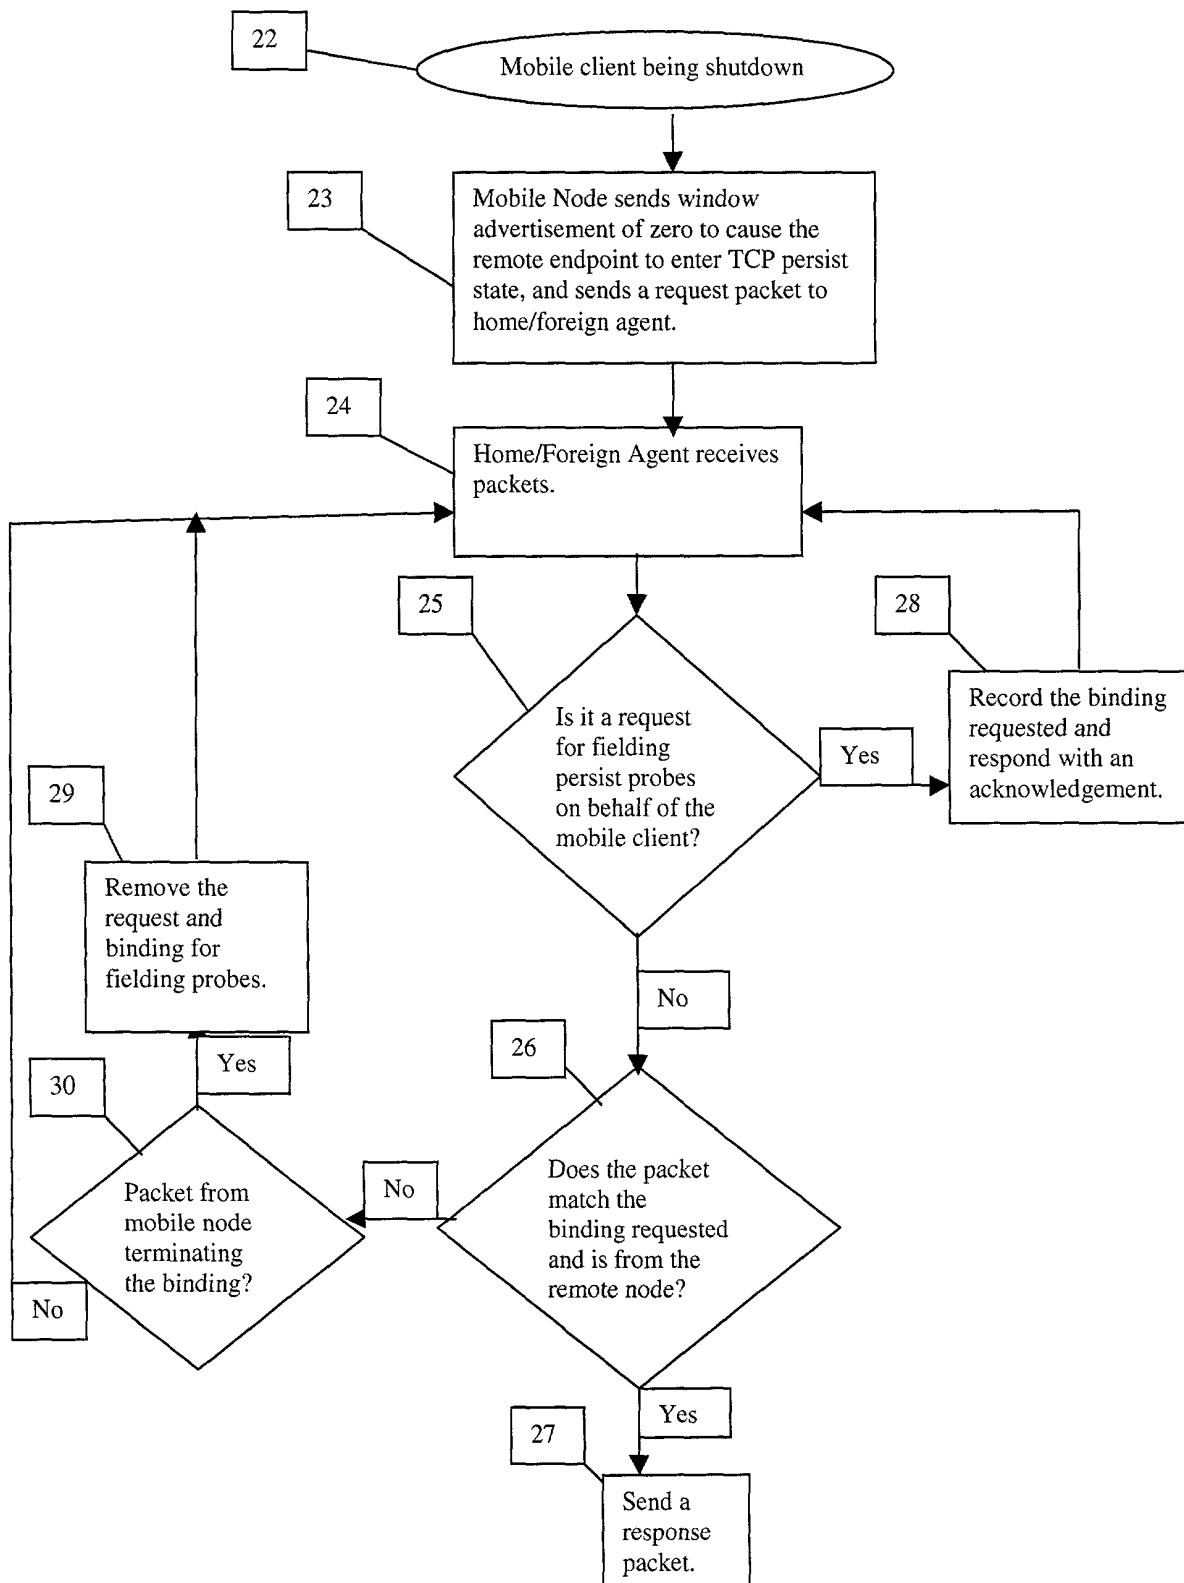 22
Mobile client being shutdown
23
Mobile Node sends window
advertisement of zero to cause the
remote endpoint to enter TCP persist
state, and sends a request packet to
home/foreign agent.
24
Home/Foreign Agent receives
packets.
25
Is it a request
for fielding
persist probes
on behalf of the
mobile client?
Yes
28
Record the binding
requested and
respond with an
acknowledgement.
29
Remove the
request and
binding for
fielding probes.
No
26
Does the packet
match the
binding requested
and is from the
remote node?
No
Yes
30
Packet from
mobile node
terminating
the binding?
No
Yes
27
Send a
response
packet.